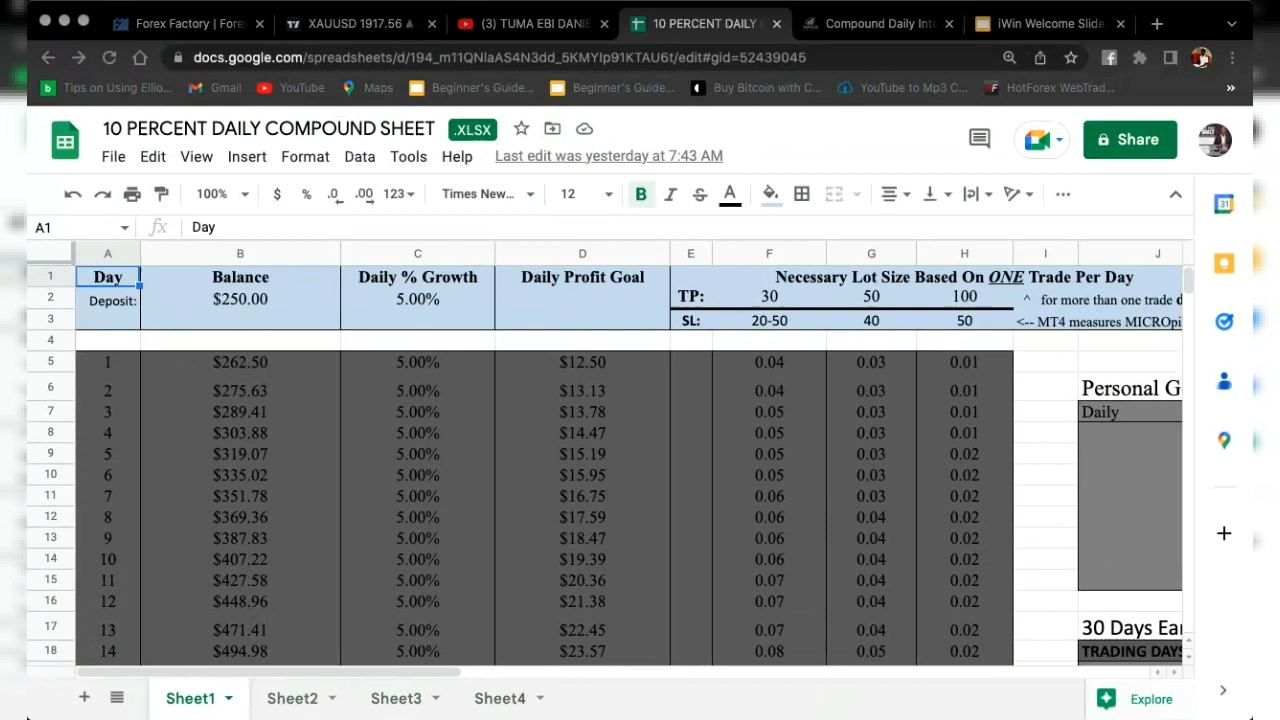 Forex Factory | Fore XAUUSD 1917.56 ▲ (3) TUMA EBI DANIE 10 PERCENT DAILY C Compound Daily Inte iWin Welcome Slide
docs.google.com/spreadsheets/d/194_m11QNlaAS4N3dd_5KMYlp91KTAU6t/edit#gid=52439045
Tips on Using Ellio... Gmail YouTube Maps Beginner's Guide... Beginner's Guide... Buy Bitcoin with C... YouTube to Mp3 C... HotForex WebTrad... »
10 PERCENT DAILY COMPOUND SHEET .XLSX
Share
File Edit View Insert Format Data Tools Help Last edit was yesterday at 7:43 AM
100% $ % .0 .00 123 Times New... 12 B I S A
A1 fx Day
A B C D E F G H I J
1 Day Balance Daily % Growth Daily Profit Goal Necessary Lot Size Based On ONE Trade Per Day
2 Deposit: $250.00 5.00% TP: 30 50 100 ^ for more than one trade d
3 SL: 20-50 40 50 <-- MT4 measures MICROpi
4
5 1 $262.50 5.00% $12.50 0.04 0.03 0.01
6 2 $275.63 5.00% $13.13 0.04 0.03 0.01 Personal G
7 3 $289.41 5.00% $13.78 0.05 0.03 0.01 Daily
8 4 $303.88 5.00% $14.47 0.05 0.03 0.01
9 5 $319.07 5.00% $15.19 0.05 0.03 0.02
10 6 $335.02 5.00% $15.95 0.05 0.03 0.02
11 7 $351.78 5.00% $16.75 0.06 0.03 0.02
12 8 $369.36 5.00% $17.59 0.06 0.04 0.02
13 9 $387.83 5.00% $18.47 0.06 0.04 0.02
14 10 $407.22 5.00% $19.39 0.06 0.04 0.02
15 11 $427.58 5.00% $20.36 0.07 0.04 0.02
16 12 $448.96 5.00% $21.38 0.07 0.04 0.02
17 13 $471.41 5.00% $22.45 0.07 0.04 0.02 30 Days Ear
18 14 $494.98 5.00% $23.57 0.08 0.05 0.02 TRADING DAYS
Sheet1 Sheet2 Sheet3 Sheet4 Explore